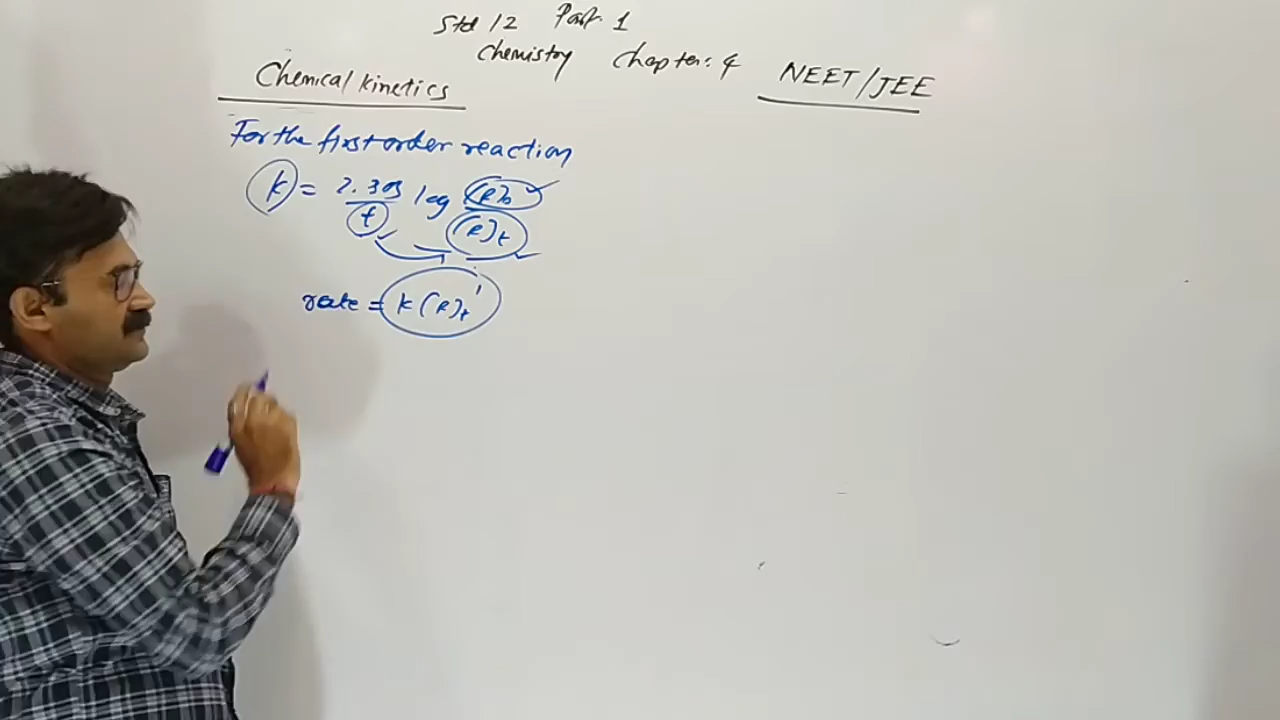 Std 12 Part. 1
Chemistry Chapter: 4
NEET/JEE
Chemical kinetics
For the first order reaction
k = 2.303/t log (R)o/(R)t
rate = k (R)t¹